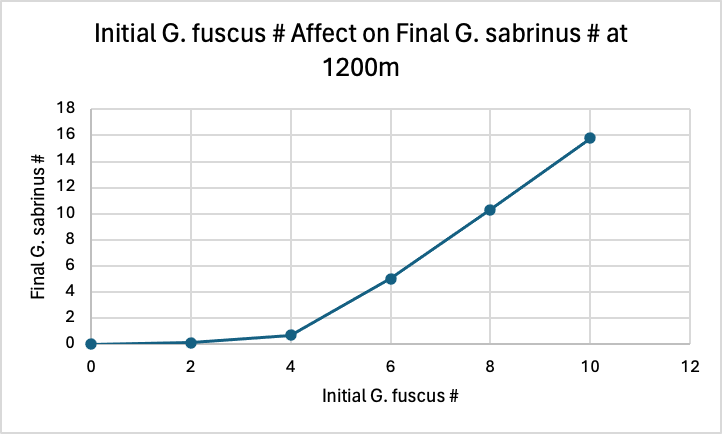 Initial G. fuscus # Affect on Final G. sabrinus # at
1200m
18
16
14
12
10
8
6
4
2
0
Final G. sabrinus #
0 2 4 6 8 10 12
Initial G. fuscus #